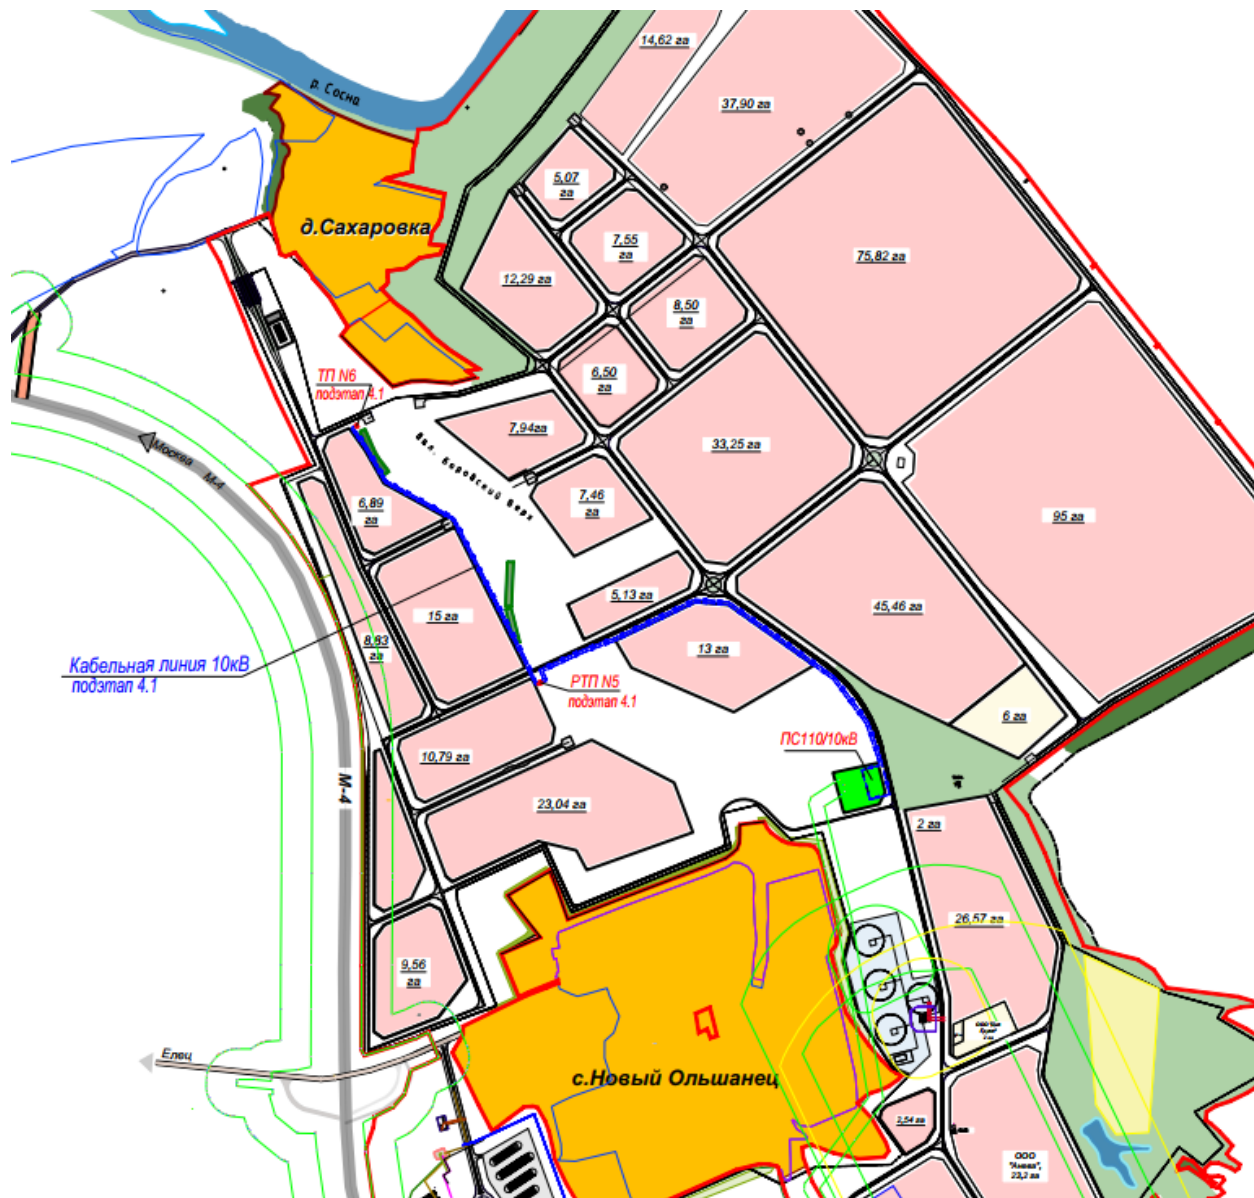 14,62 га
р. Сосна
37,90 га
5,07
га
д.Сахаровка
7,55
га
75,82 га
12,29 га
8,50
га
ТП N6
подэтап 4.1
6,50
га
7,94га
33,25 га
Москва
М-4
Боровский Верх
6,89
га
7,46
га
95 га
5,13 га
45,46 га
15 га
8,83
га
13 га
Кабельная линия 10кВ
подэтап 4.1
РТП N5
подэтап 4.1
6 га
ПС110/10кВ
10,79 га
М-4
23,04 га
2 га
26,57 га
9,56
га
Елец
с.Новый Ольшанец
2,54 га
ООО
23,2 га